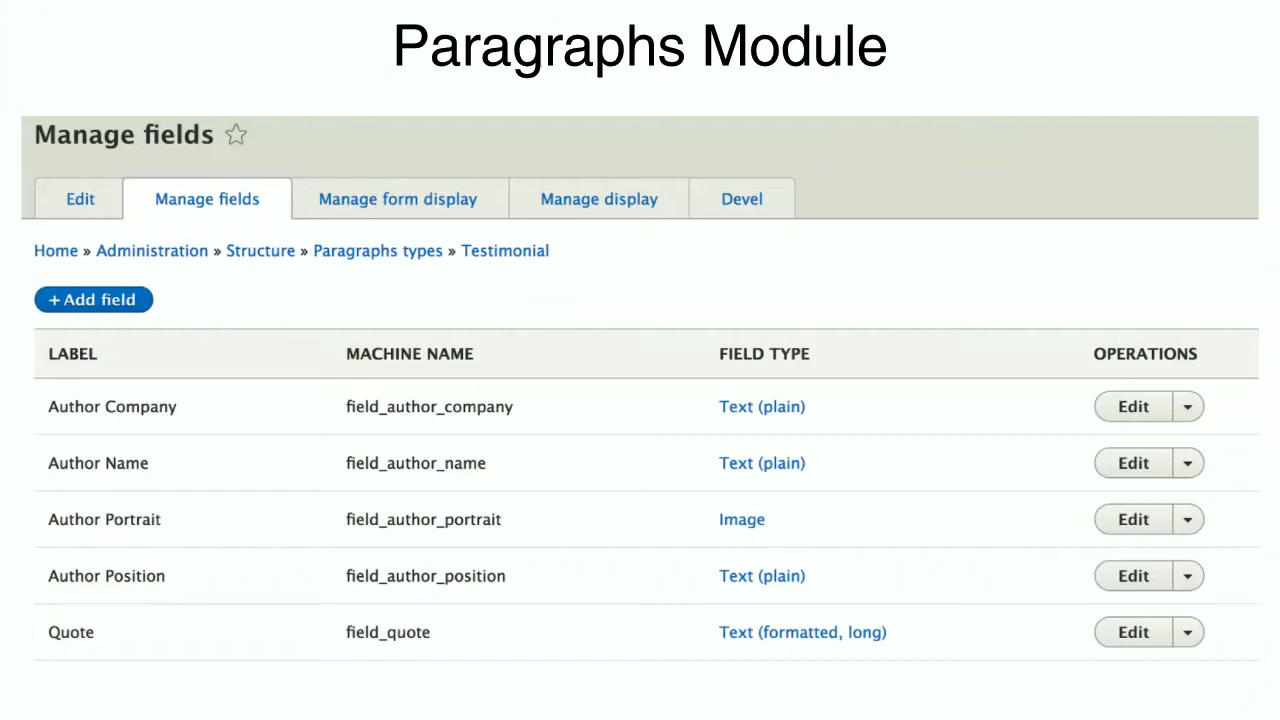 Paragraphs Module
Manage fields
Edit Manage fields Manage form display Manage display Devel
Home » Administration » Structure » Paragraphs types » Testimonial
+ Add field
LABEL MACHINE NAME FIELD TYPE OPERATIONS
Author Company field_author_company Text (plain) Edit
Author Name field_author_name Text (plain) Edit
Author Portrait field_author_portrait Image Edit
Author Position field_author_position Text (plain) Edit
Quote field_quote Text (formatted, long) Edit